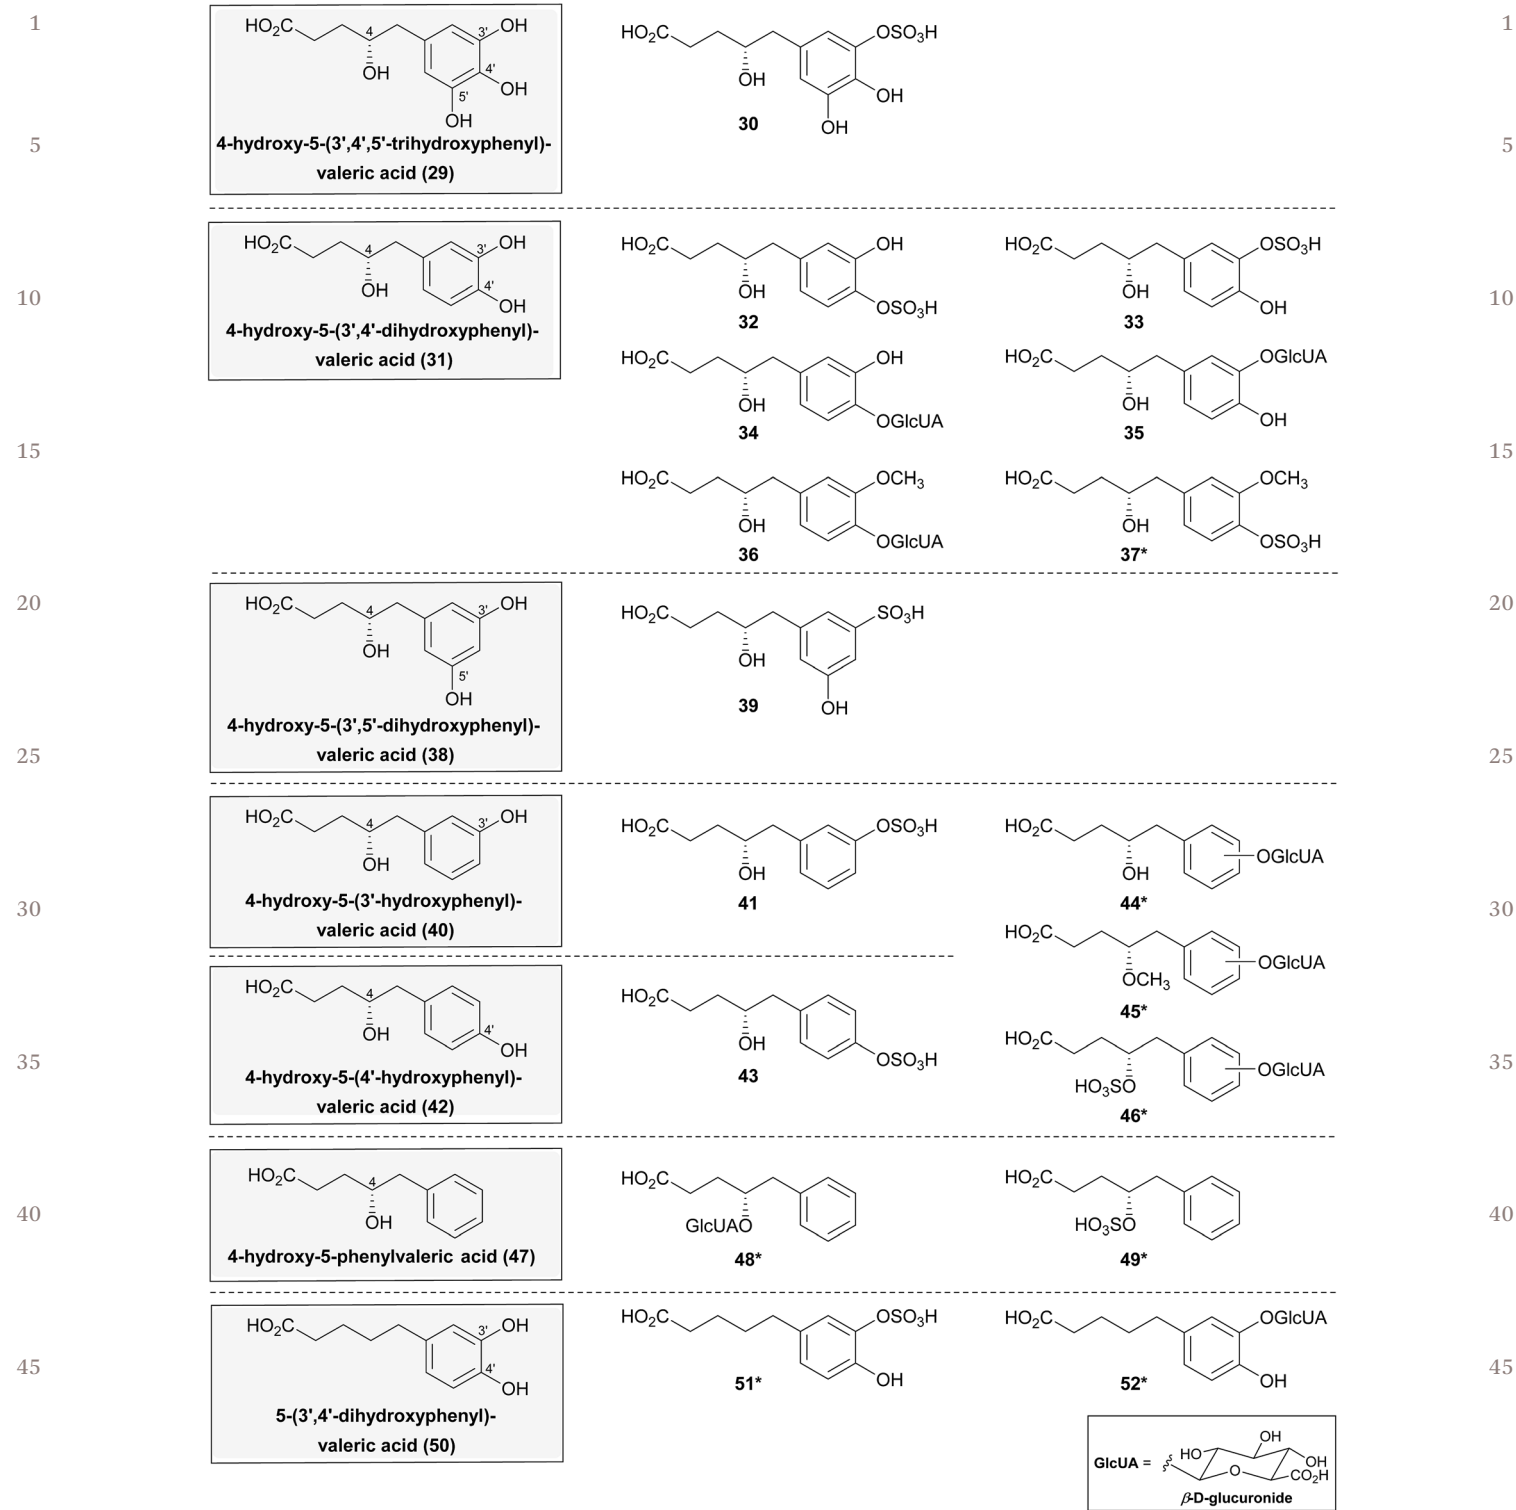 1 1
HO₂C 4 3' OH
OH 4' OH
5' OH
4-hydroxy-5-(3',4',5'-trihydroxyphenyl)-
valeric acid (29)
HO₂C OSO₃H
OH OH
OH
30
5 5
HO₂C 4 3' OH
OH 4' OH
4-hydroxy-5-(3',4'-dihydroxyphenyl)-
valeric acid (31)
HO₂C OH
OH OSO₃H
32
HO₂C OSO₃H
OH OH
33
10 10
HO₂C OH
OH OGlcUA
34
HO₂C OGlcUA
OH OH
35
15 15
HO₂C OCH₃
OH OGlcUA
36
HO₂C OCH₃
OH OSO₃H
37*
20 20
HO₂C 4 3' OH
OH 5'
OH
4-hydroxy-5-(3',5'-dihydroxyphenyl)-
valeric acid (38)
HO₂C SO₃H
OH
OH
39
25 25
HO₂C 4 3' OH
OH
4-hydroxy-5-(3'-hydroxyphenyl)-
valeric acid (40)
HO₂C OSO₃H
OH
41
HO₂C OGlcUA
OH
44*
30 30
HO₂C OGlcUA
OCH₃
45*
HO₂C 4
OH 4' OH
4-hydroxy-5-(4'-hydroxyphenyl)-
valeric acid (42)
HO₂C
OH OSO₃H
43
HO₂C OGlcUA
HO₃SO
46*
35 35
HO₂C 4
OH
4-hydroxy-5-phenylvaleric acid (47)
HO₂C
GlcUAO
48*
HO₂C
HO₃SO
49*
40 40
HO₂C 3' OH
4' OH
5-(3',4'-dihydroxyphenyl)-
valeric acid (50)
HO₂C OSO₃H
OH
51*
HO₂C OGlcUA
OH
52*
45 45
GlcUA = HO OH OH O CO₂H
β-D-glucuronide